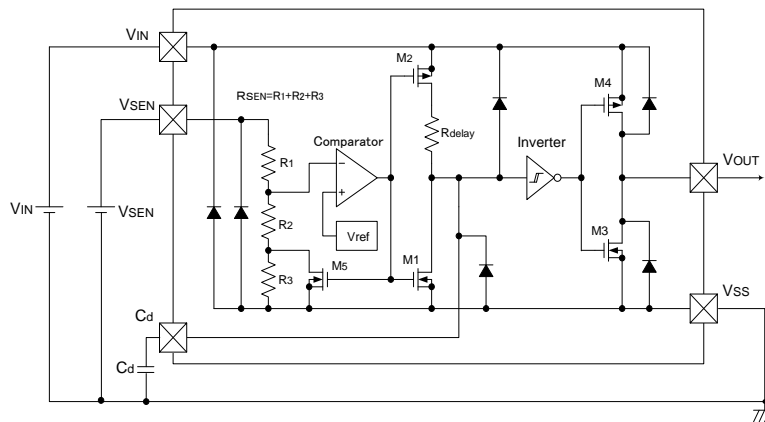 VIN
M2
M4
RSEN=R1+R2+R3
VSEN
Comparator
Rdelay
Inverter
R1
VOUT
VIN
VSEN
R2
Vref
M3
M5
M1
R3
VSS
Cd
Cd